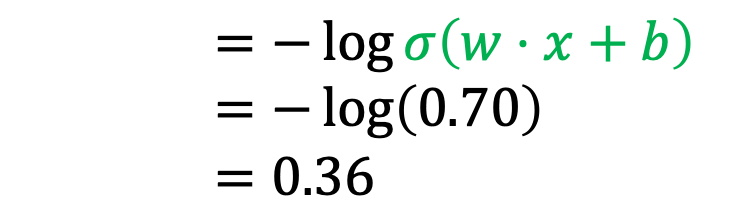 = − log σ(w · x + b)
= − log(0.70)
= 0.36